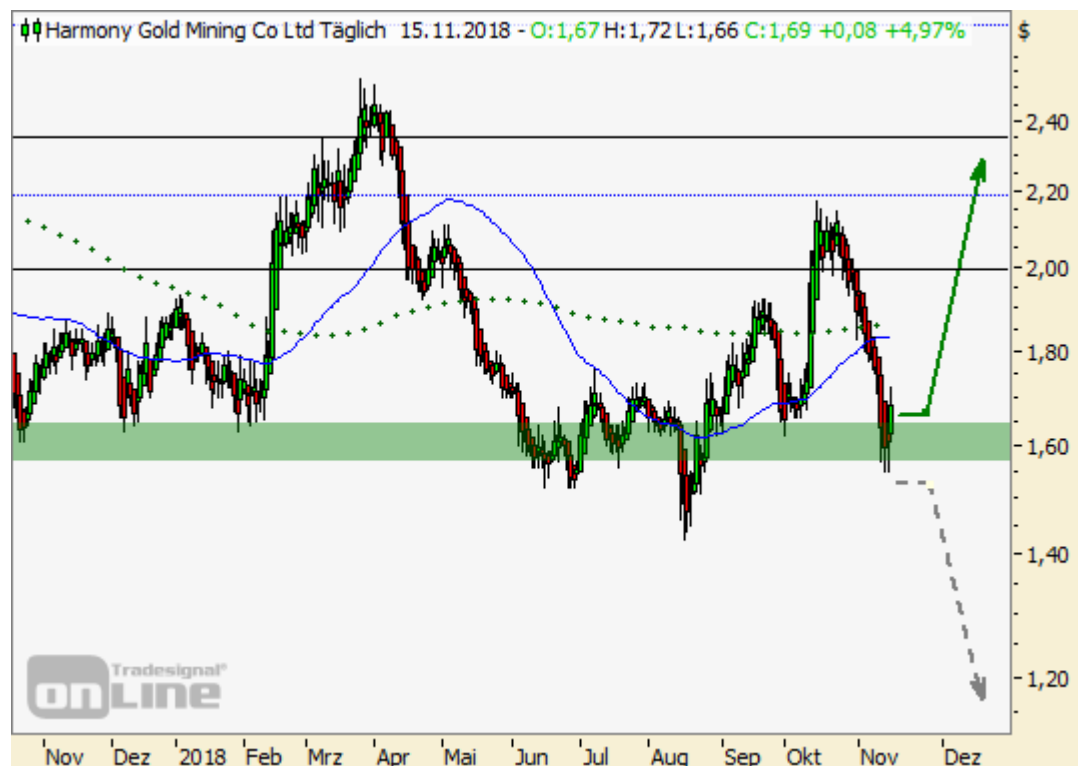 Harmony Gold Mining Co Ltd Täglich 15.11.2018 - O:1,67 H:1,72 L:1,66 C:1,69 +0,08 +4,97%
$
2,40
2,20
2,00
1,80
1,60
1,40
1,20
Tradesignal®
onLine
Nov Dez 2018 Feb Mrz Apr Mai Jun Jul Aug Sep Okt Nov Dez